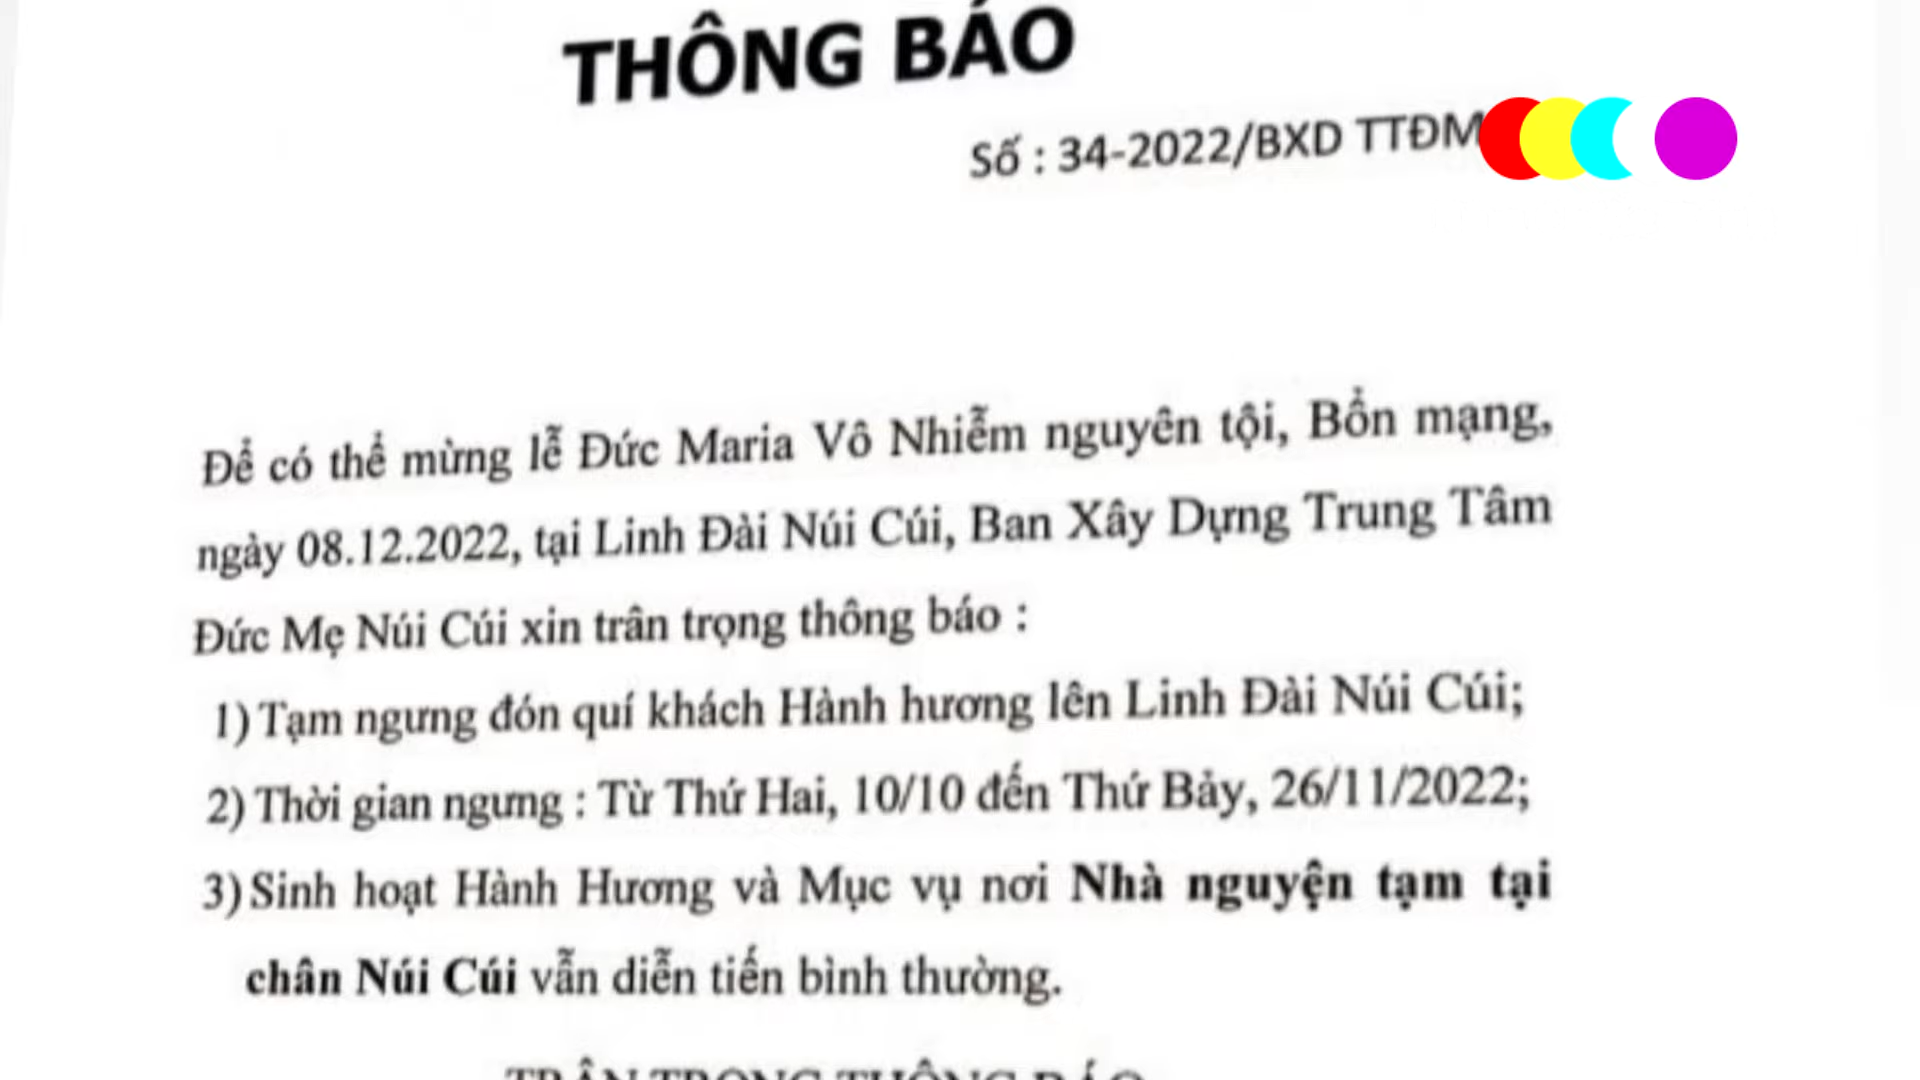 THÔNG BÁO
Số : 34-2022/BXD TTĐM
Để có thể mừng lễ Đức Maria Vô Nhiễm nguyên tội, Bổn mạng,
ngày 08.12.2022, tại Linh Đài Núi Cúi, Ban Xây Dựng Trung Tâm
Đức Mẹ Núi Cúi xin trân trọng thông báo :
1) Tạm ngưng đón quí khách Hành hương lên Linh Đài Núi Cúi;
2) Thời gian ngưng : Từ Thứ Hai, 10/10 đến Thứ Bảy, 26/11/2022;
3) Sinh hoạt Hành Hương và Mục vụ nơi Nhà nguyện tạm tại
chân Núi Cúi vẫn diễn tiến bình thường.
TRÂN TRỌNG THÔNG BÁO